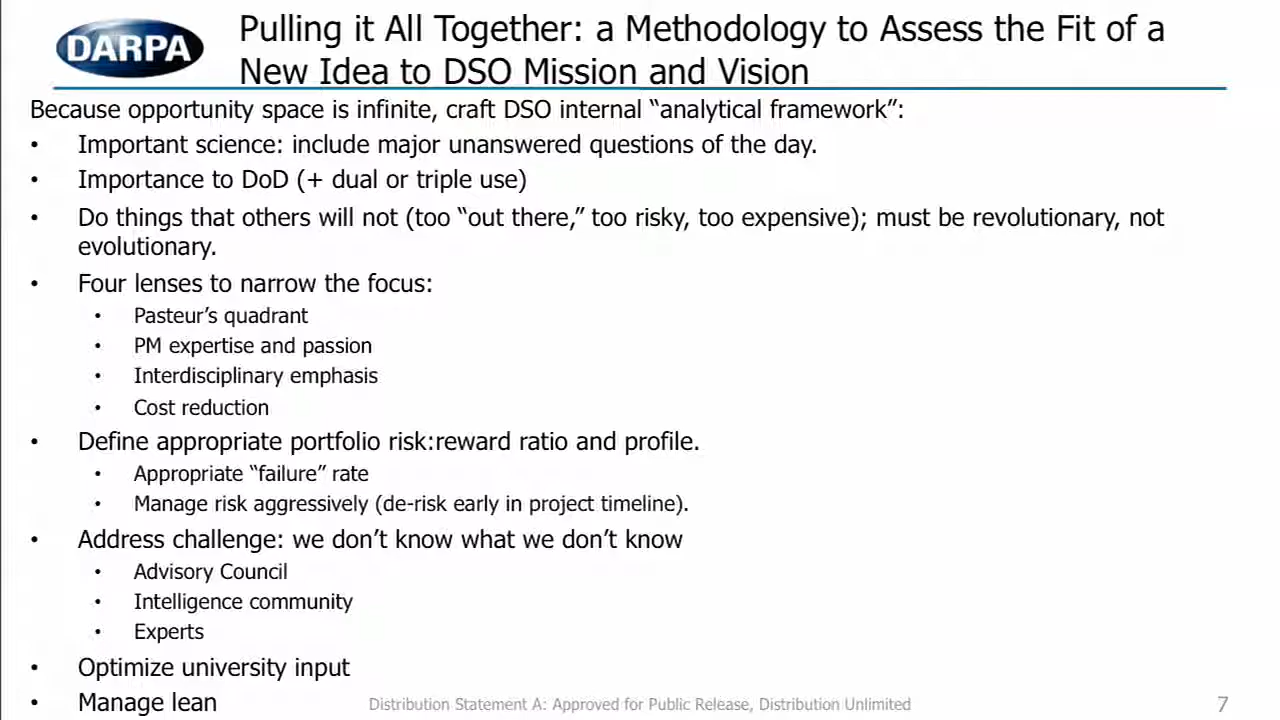 DARPA
Pulling it All Together: a Methodology to Assess the Fit of a
New Idea to DSO Mission and Vision
Because opportunity space is infinite, craft DSO internal “analytical framework”:
• Important science: include major unanswered questions of the day.
• Importance to DoD (+ dual or triple use)
• Do things that others will not (too “out there,” too risky, too expensive); must be revolutionary, not
evolutionary.
• Four lenses to narrow the focus:
• Pasteur’s quadrant
• PM expertise and passion
• Interdisciplinary emphasis
• Cost reduction
• Define appropriate portfolio risk:reward ratio and profile.
• Appropriate “failure” rate
• Manage risk aggressively (de-risk early in project timeline).
• Address challenge: we don’t know what we don’t know
• Advisory Council
• Intelligence community
• Experts
• Optimize university input
• Manage lean
Distribution Statement A: Approved for Public Release, Distribution Unlimited
7